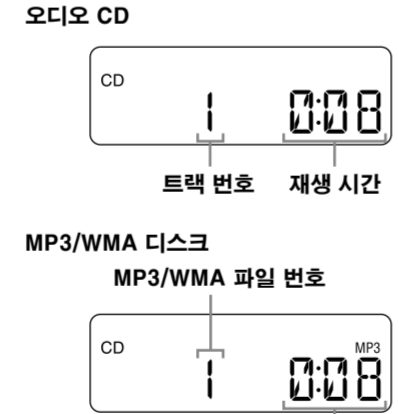 오디오 CD
CD
1 0:08
트랙 번호 재생 시간
MP3/WMA 디스크
MP3/WMA 파일 번호
CD MP3
1 0:08